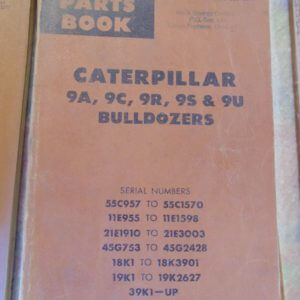 PARTS
BOOK
CATERPILLAR
9A, 9C, 9R, 9S & 9U
BULLDOZERS
SERIAL NUMBERS
55C957 TO 55C1570
11E955 TO 11E1598
21E1910 TO 21E3003
45G753 TO 45G2428
18K1 TO 18K3901
19K1 TO 19K2627
39K1—UP